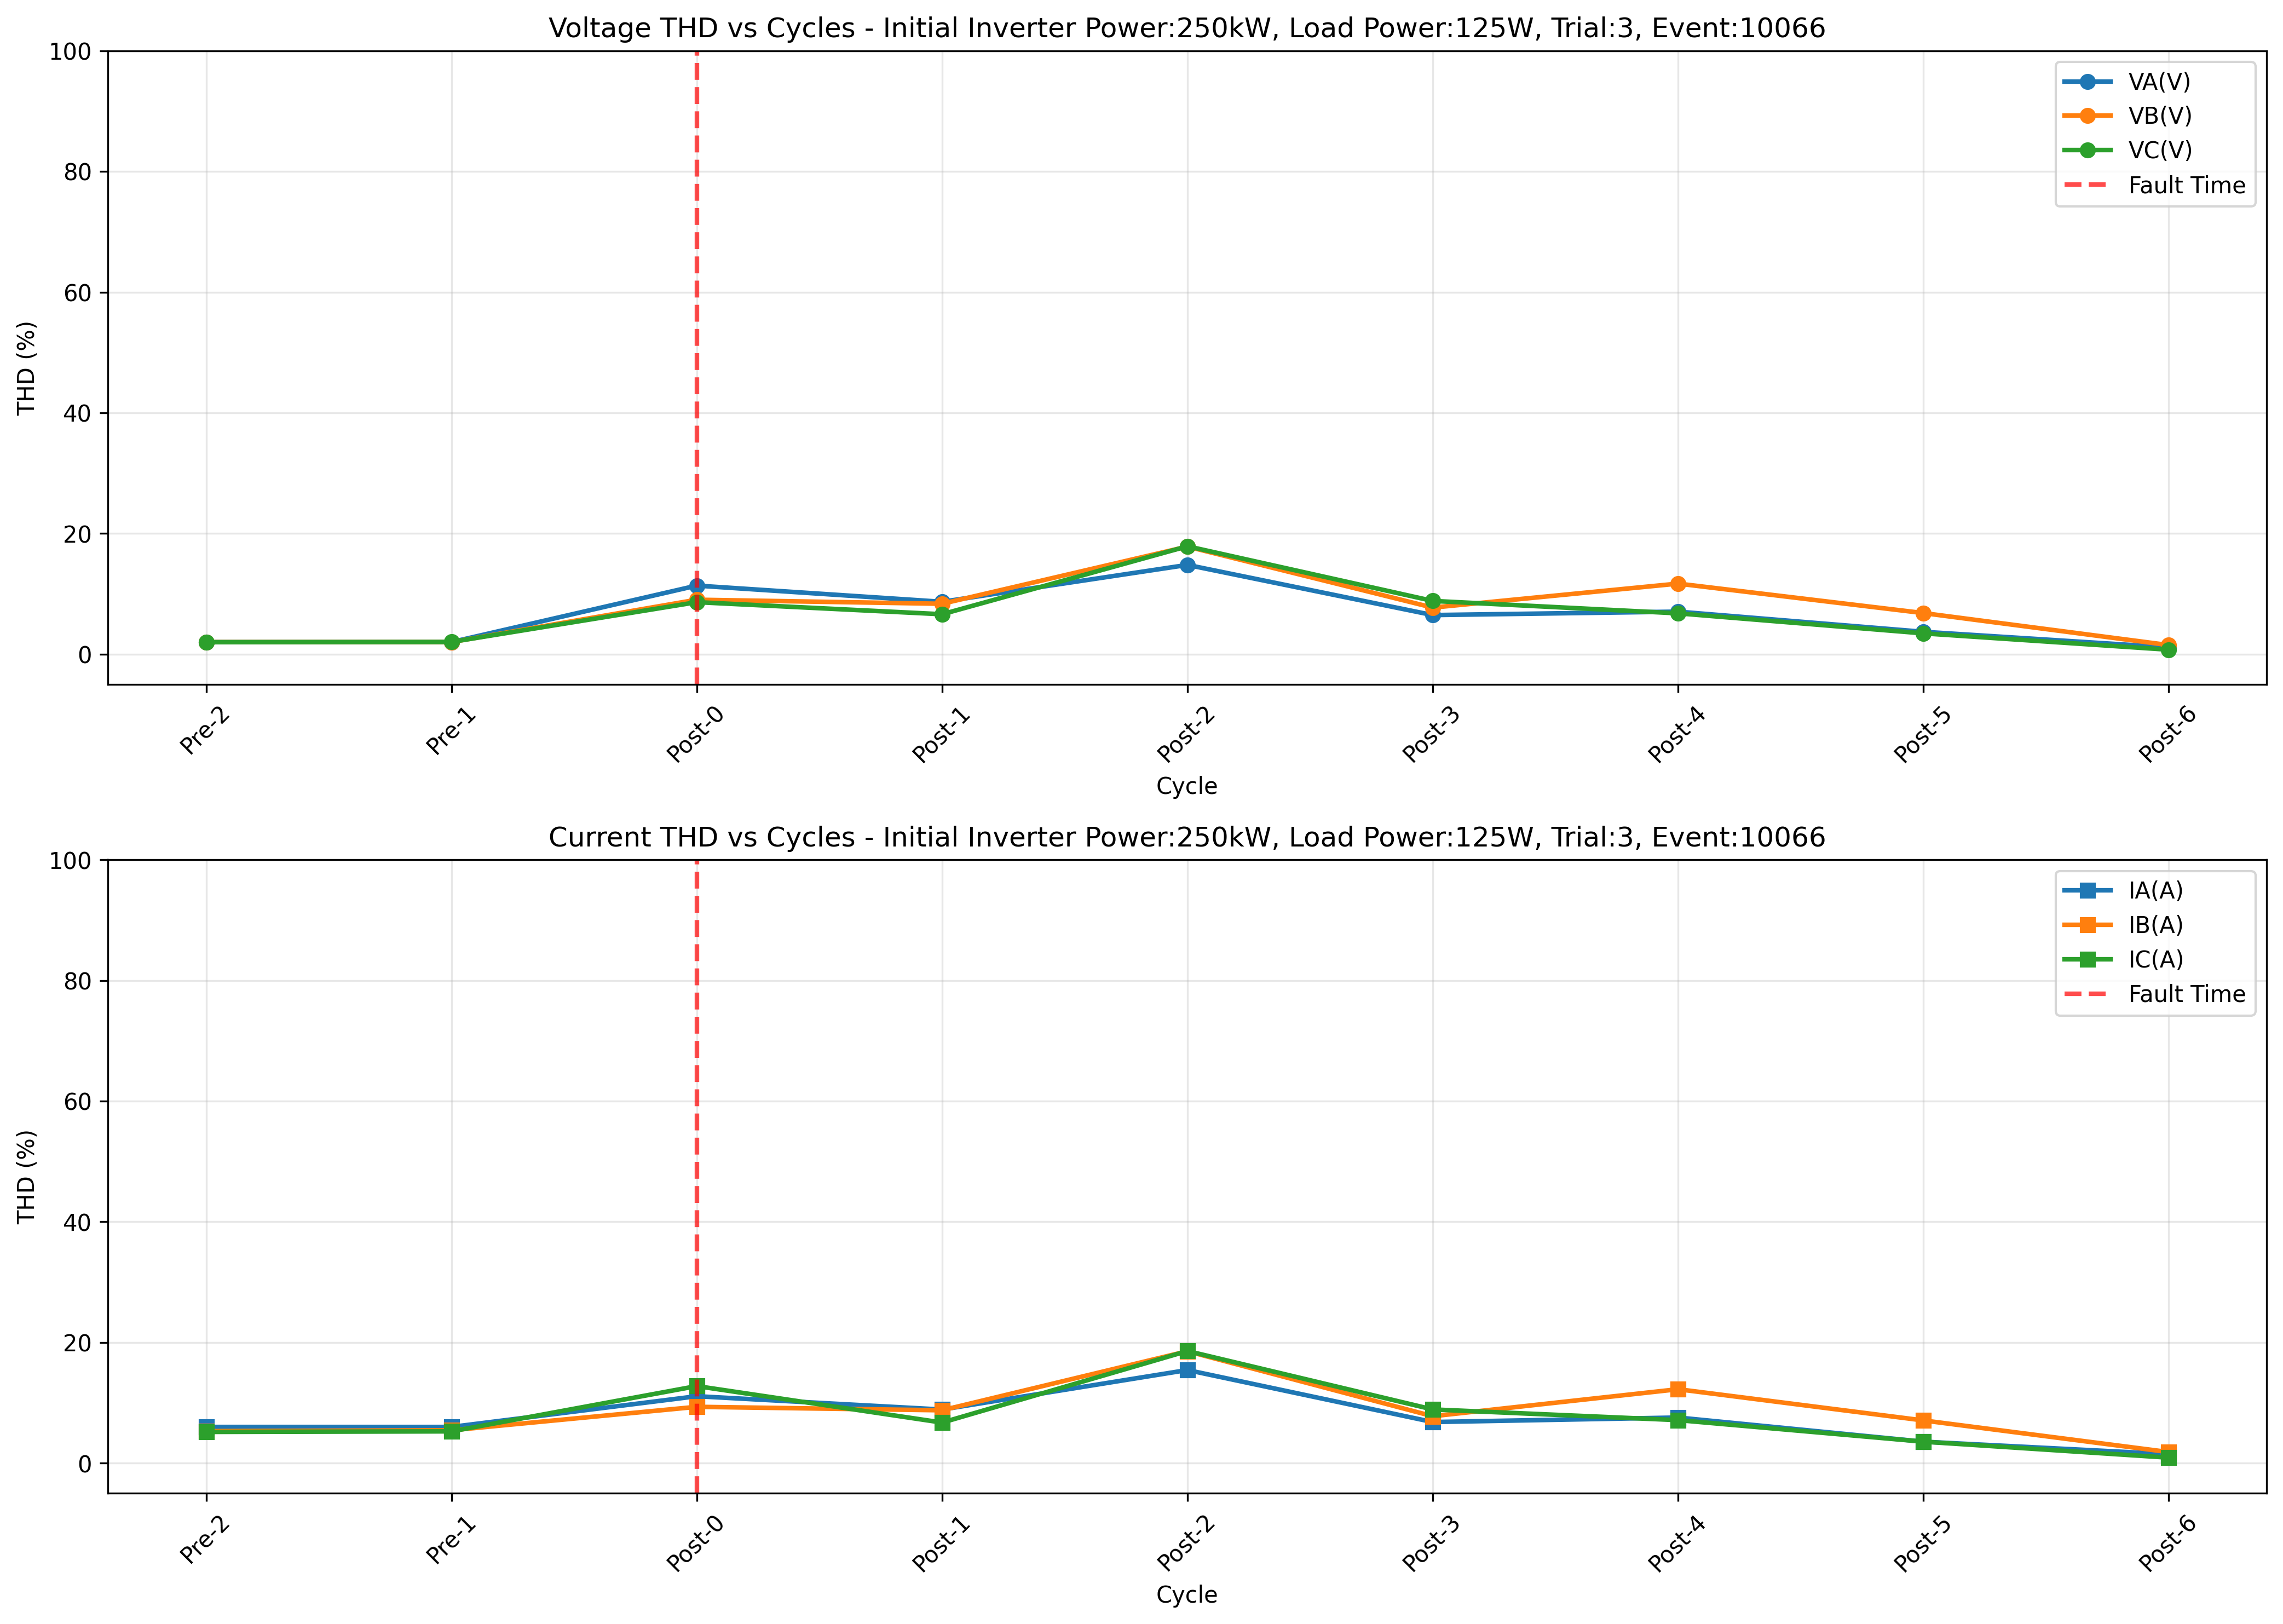 Voltage THD vs Cycles - Initial Inverter Power:250kW, Load Power:125W, Trial:3, Event:10066
THD (%)
100
80
60
40
20
0
VA(V)
VB(V)
VC(V)
Fault Time
Pre-2
Pre-1
Post-0
Post-1
Post-2
Post-3
Post-4
Post-5
Post-6
Cycle
Current THD vs Cycles - Initial Inverter Power:250kW, Load Power:125W, Trial:3, Event:10066
THD (%)
100
80
60
40
20
0
IA(A)
IB(A)
IC(A)
Fault Time
Pre-2
Pre-1
Post-0
Post-1
Post-2
Post-3
Post-4
Post-5
Post-6
Cycle